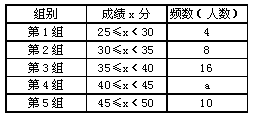 组别 成绩 x 分 频数（人数）
第1组 25≤x＜30 4
第2组 30≤x＜35 8
第3组 35≤x＜40 16
第4组 40≤x＜45 a
第5组 45≤x＜50 10